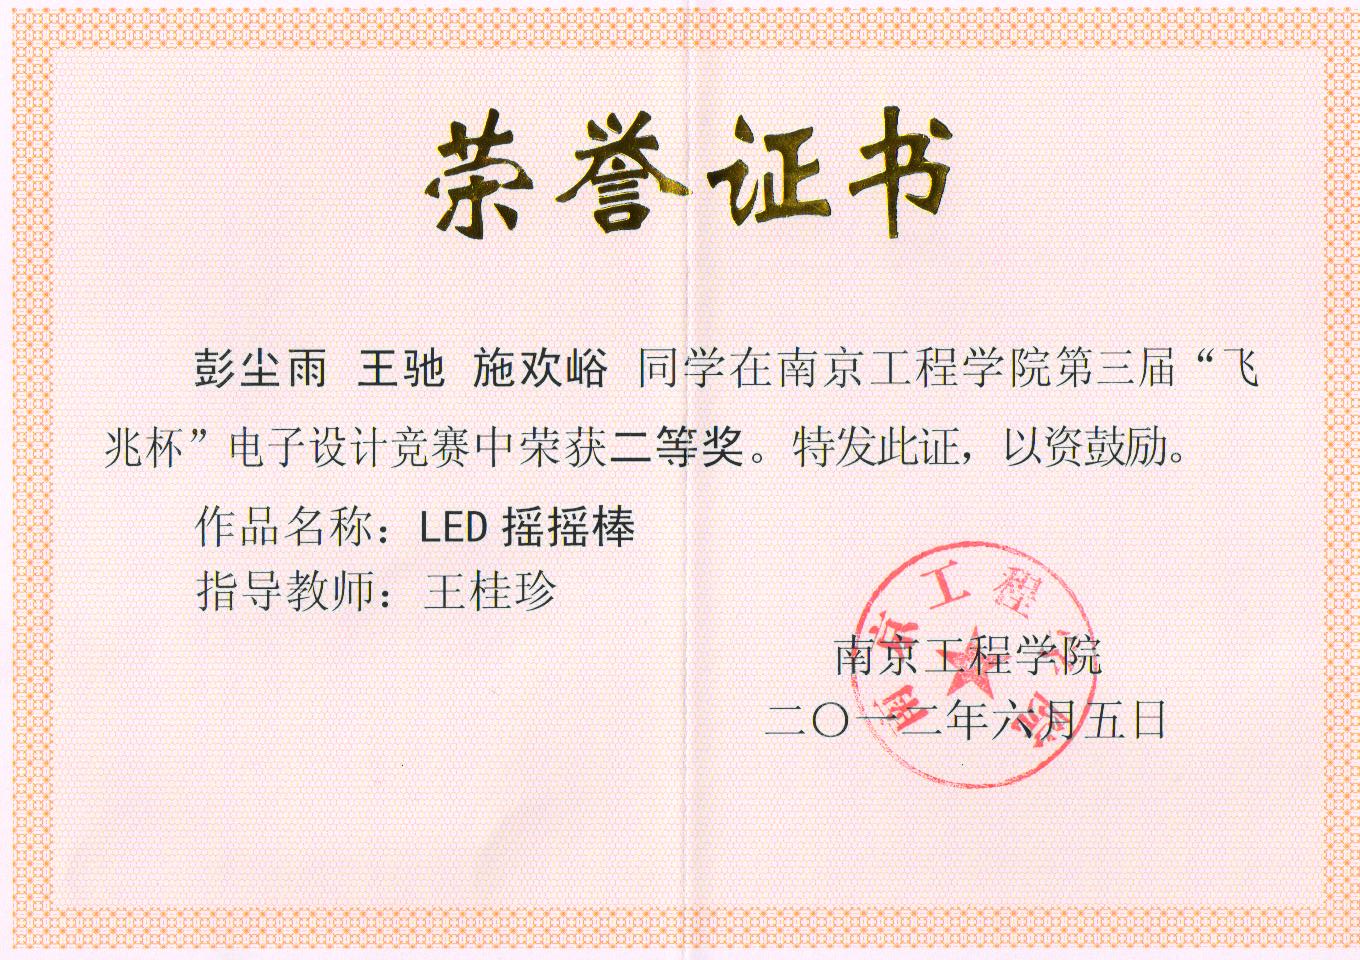 荣誉证书
彭尘雨 王驰 施欢峪 同学在南京工程学院第三届“飞
兆杯”电子设计竞赛中荣获二等奖。特发此证，以资鼓励。
作品名称：LED 摇摇棒
指导教师：王桂珍
南京工程学院
南京工程学院
二〇一二年六月五日